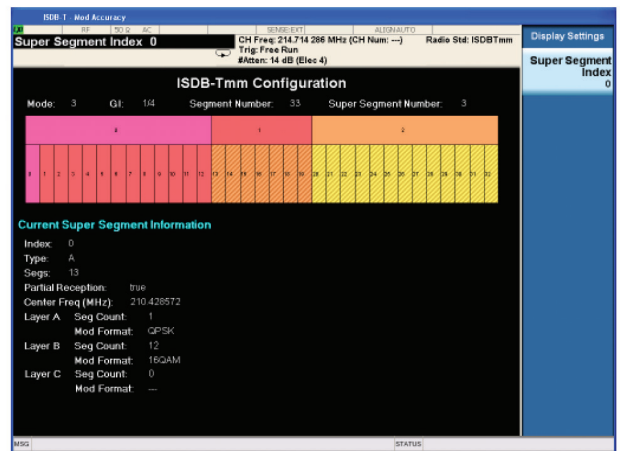 ISDB-T - Mod Accuracy
RF 50 Ω AC SENSE:EXT ALIGNAUTO
Super Segment Index 0
CH Freq: 214.714 286 MHz (CH Num: ---) Radio Std: ISDBTmm
Trig: Free Run
#Atten: 14 dB (Elec 4)
Display Settings
Super Segment
Index
0
ISDB-Tmm Configuration
Mode: 3 GI: 1/4 Segment Number: 33 Super Segment Number: 3
0 1 2
0 1 2 3 4 5 6 7 8 9 10 11 12 13 14 15 16 17 18 19 20 21 22 23 24 25 26 27 28 29 30 31 32
Current Super Segment Information
Index: 0
Type: A
Segs: 13
Partial Reception: true
Center Freq (MHz): 210.428572
Layer A Seg Count: 1
Mod Format: QPSK
Layer B Seg Count: 12
Mod Format: 16QAM
Layer C Seg Count: 0
Mod Format: ---
MSG STATUS